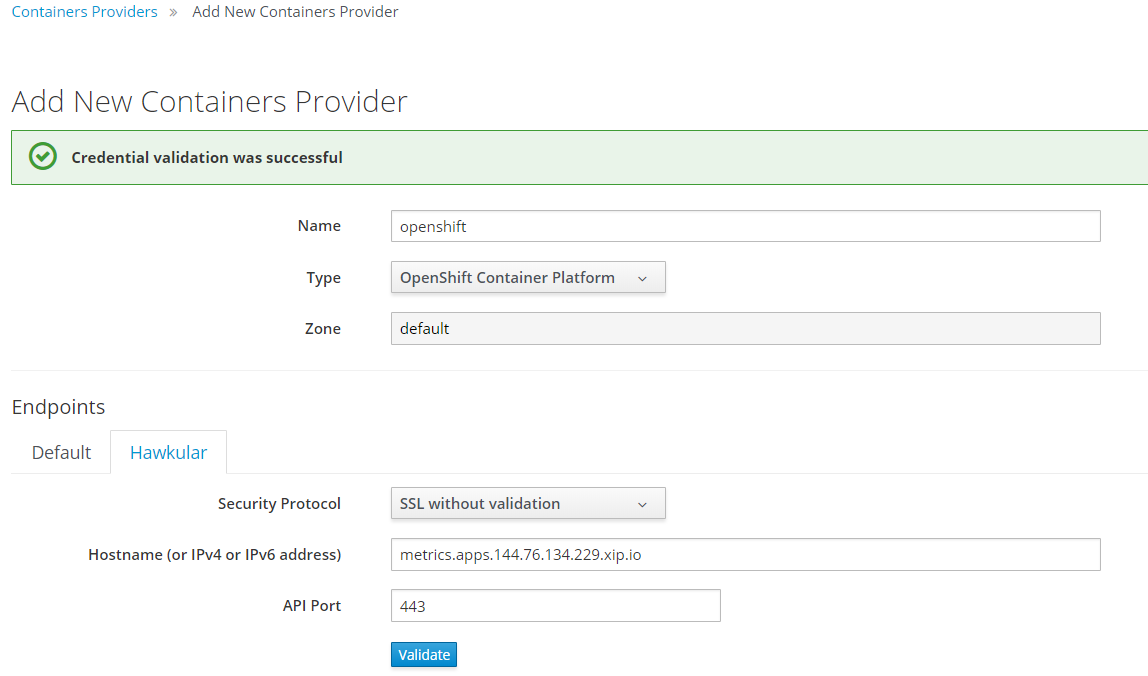 Containers Providers » Add New Containers Provider
Add New Containers Provider
Credential validation was successful
Name openshift
Type OpenShift Container Platform
Zone default
Endpoints
Default Hawkular
Security Protocol SSL without validation
Hostname (or IPv4 or IPv6 address) metrics.apps.144.76.134.229.xip.io
API Port 443
Validate